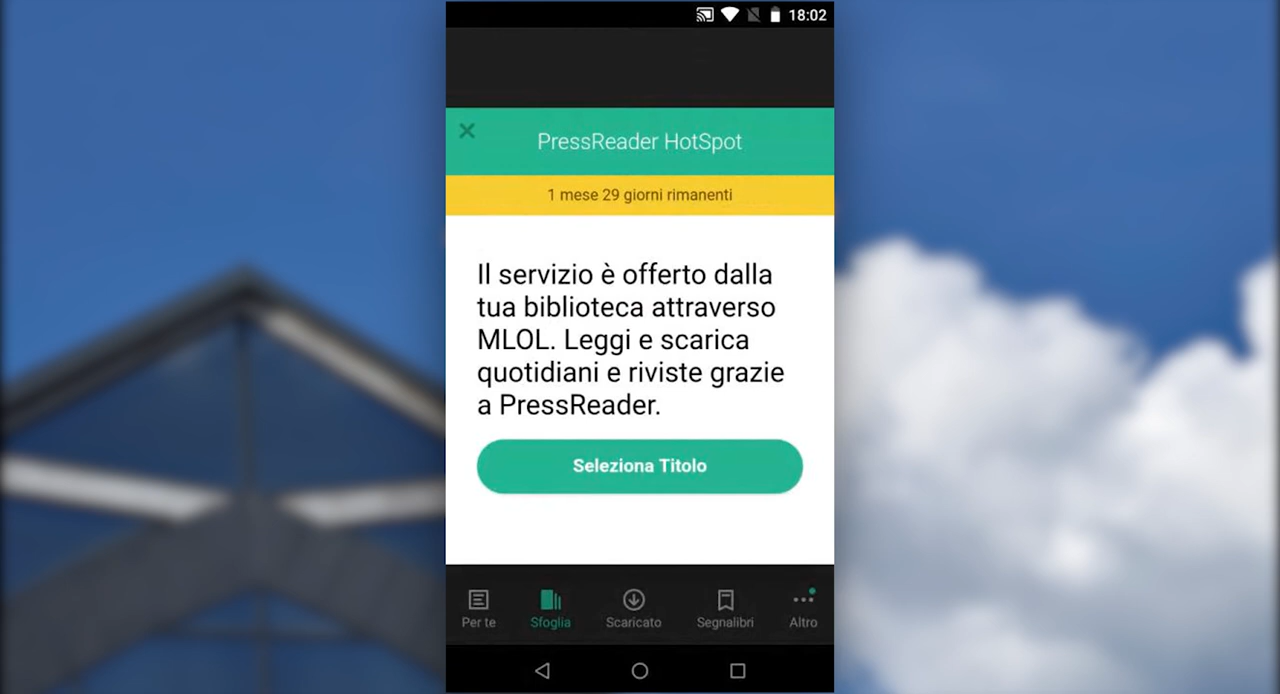 18:02
PressReader HotSpot
1 mese 29 giorni rimanenti
Il servizio è offerto dalla
tua biblioteca attraverso
MLOL. Leggi e scarica
quotidiani e riviste grazie
a PressReader.
Seleziona Titolo
Per te Sfoglia Scaricato Segnalibri Altro